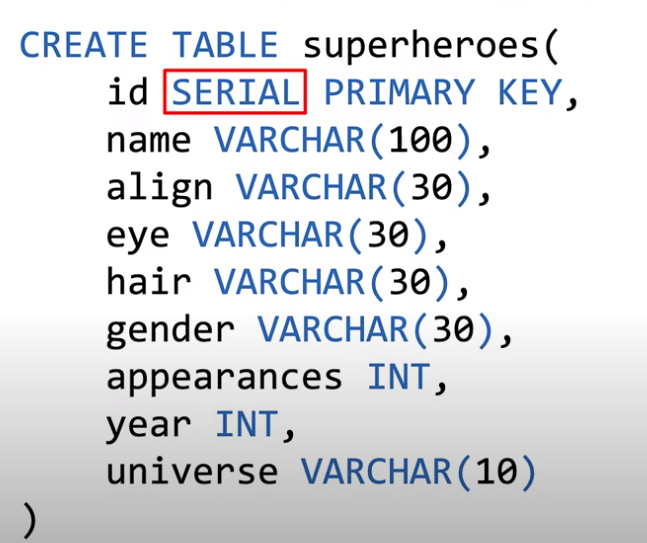 CREATE TABLE superheroes(
id SERIAL PRIMARY KEY,
name VARCHAR(100),
align VARCHAR(30),
eye VARCHAR(30),
hair VARCHAR(30),
gender VARCHAR(30),
appearances INT,
year INT,
universe VARCHAR(10)
)